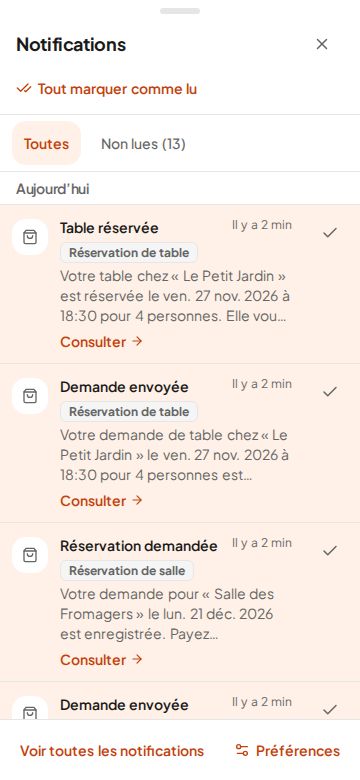 Notifications
Tout marquer comme lu
Toutes
Non lues (13)
Aujourd'hui
Table réservée
Il y a 2 min
Réservation de table
Votre table chez « Le Petit Jardin »
est réservée le ven. 27 nov. 2026 à
18:30 pour 4 personnes. Elle vou…
Consulter →
Demande envoyée
Il y a 2 min
Réservation de table
Votre demande de table chez « Le
Petit Jardin » le ven. 27 nov. 2026 à
18:30 pour 4 personnes est…
Consulter →
Réservation demandée
Il y a 2 min
Réservation de salle
Votre demande pour « Salle des
Fromagers » le lun. 21 déc. 2026
est enregistrée. Payez…
Consulter →
Demande envoyée
Il y a 2 min
Voir toutes les notifications
Préférences